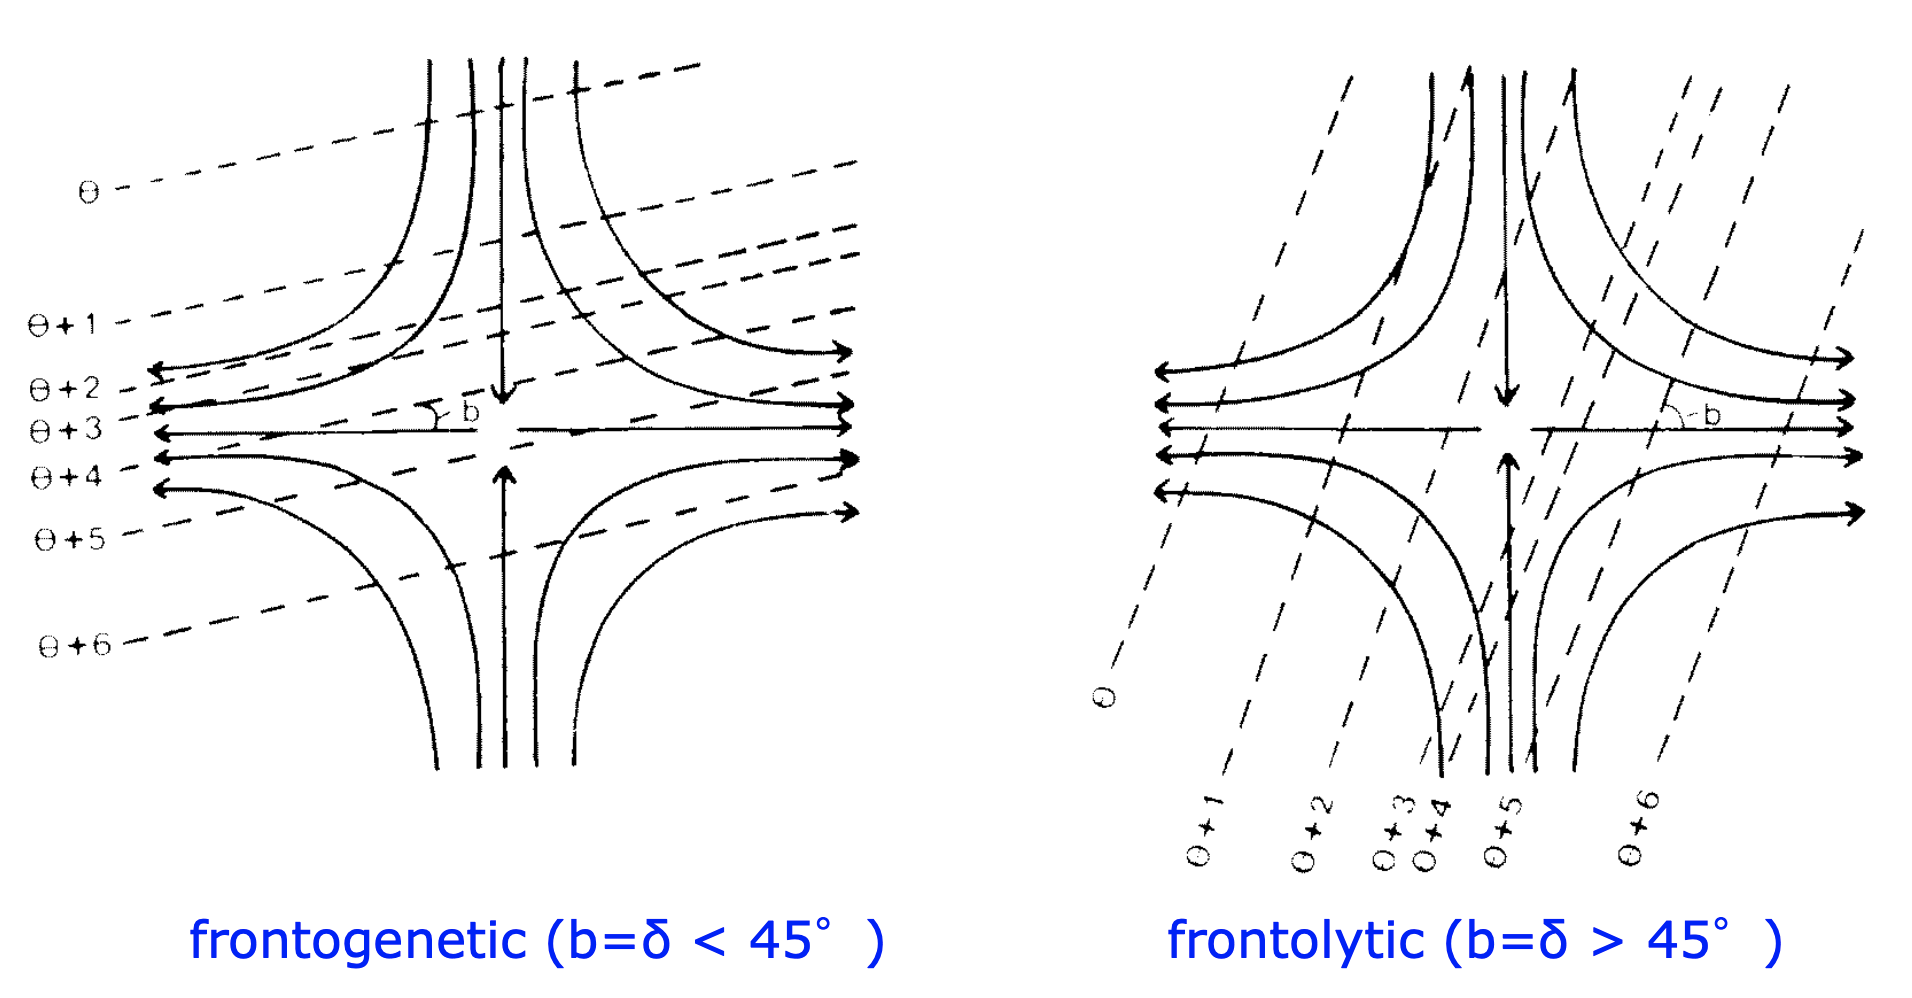 θ
θ+1
θ+2
θ+3
θ+4
θ+5
θ+6
b
b
θ
θ+1
θ+2
θ+3
θ+4
θ+5
θ+6
frontogenetic (b=δ < 45°)
frontolytic (b=δ > 45°)